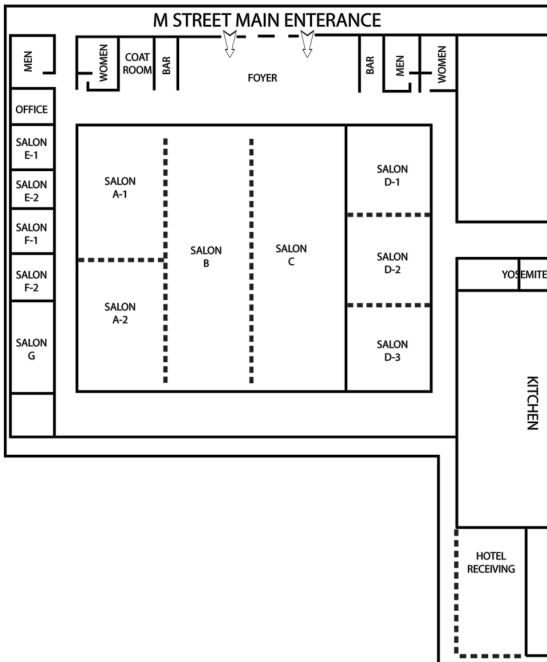 M STREET MAIN ENTERANCE
MEN
WOMEN
COAT
ROOM
BAR
FOYER
BAR
MEN
WOMEN
OFFICE
SALON
E-1
SALON
E-2
SALON
F-1
SALON
F-2
SALON
G
SALON
A-1
SALON
A-2
SALON
B
SALON
C
SALON
D-1
SALON
D-2
SALON
D-3
YOSEMITE
KITCHEN
HOTEL
RECEIVING